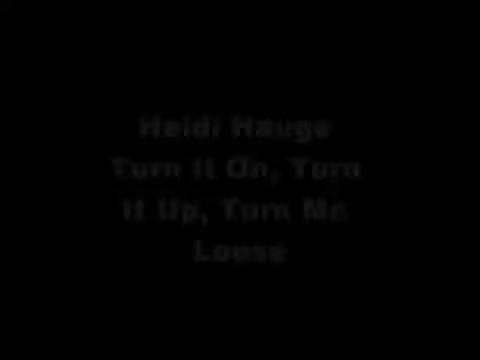 Heidi Hauge
Turn It On, Turn
It Up, Turn Me
Loose